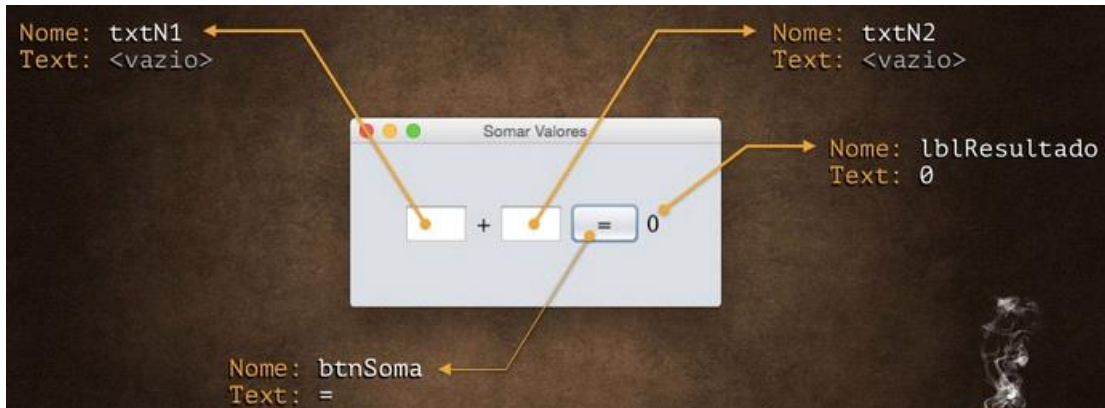 Nome: txtN1
Text: <vazio>
Nome: txtN2
Text: <vazio>
Somar Valores
Nome: lblResultado
Text: 0
+ = 0
Nome: btnSoma
Text: =